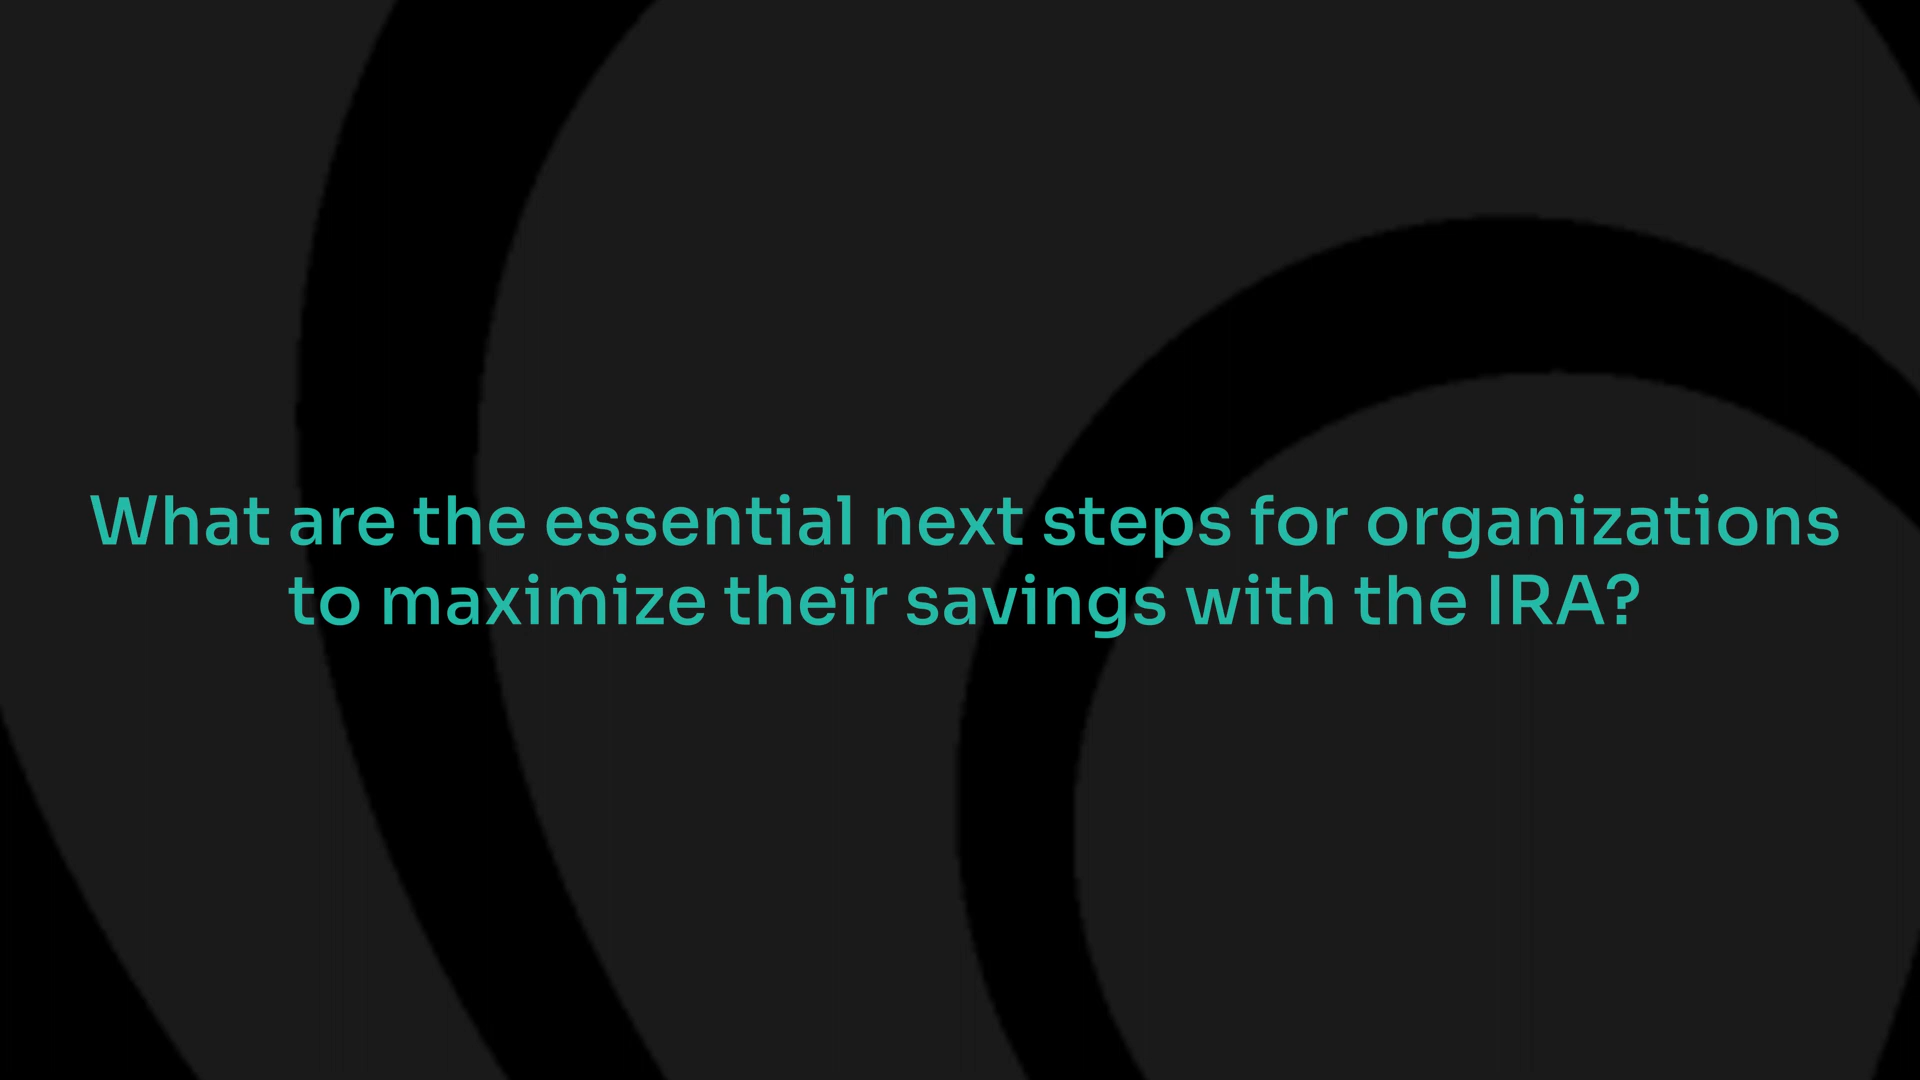 What are the essential next steps for organizations
to maximize their savings with the IRA?